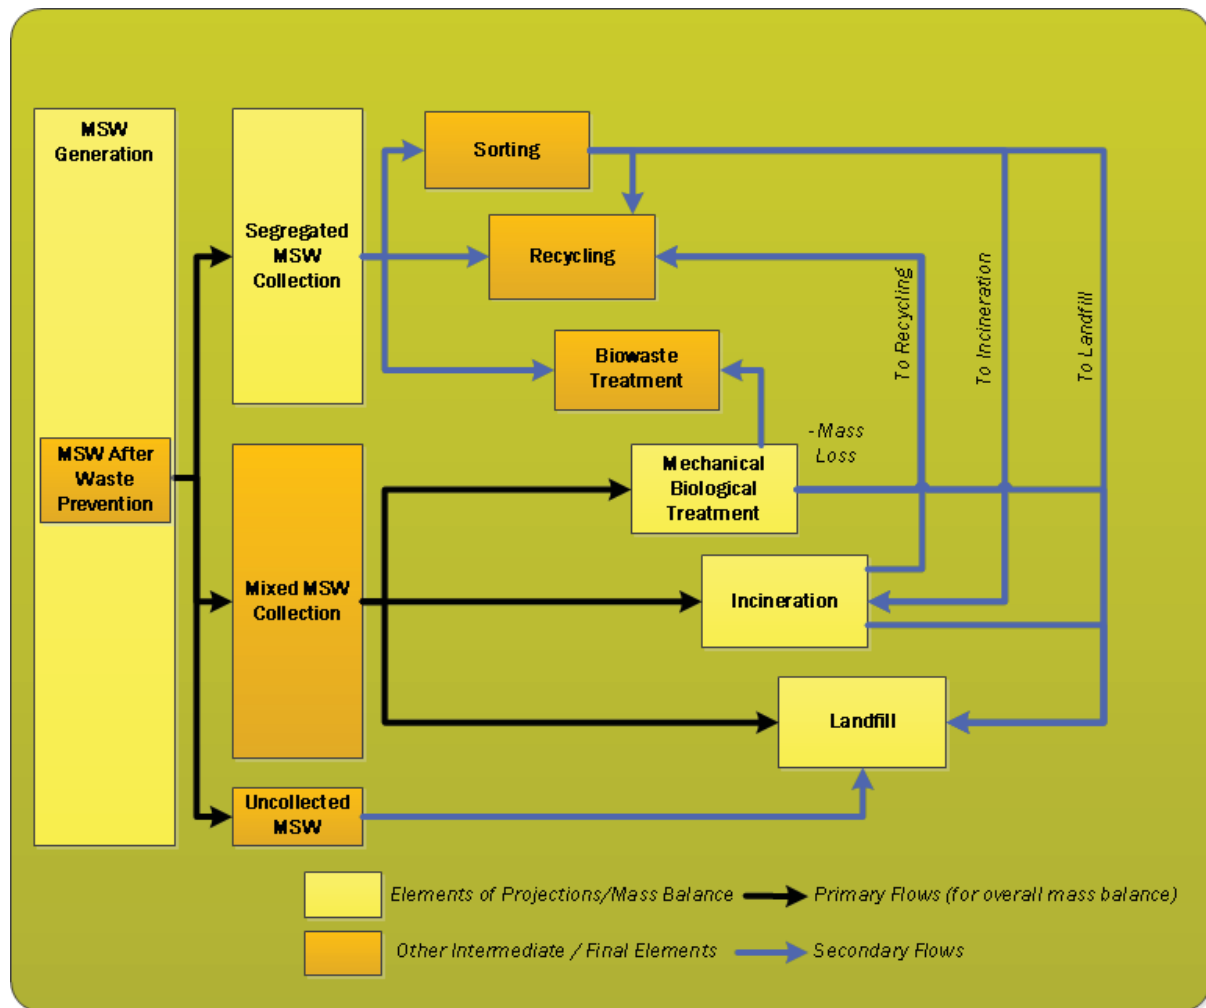 MSW
Generation
MSW After
Waste
Prevention
Segregated
MSW
Collection
Mixed MSW
Collection
Uncollected
MSW
Sorting
Recycling
Biowaste
Treatment
- Mass
Loss
Mechanical
Biological
Treatment
Incineration
Landfill
To Recycling
To Incineration
To Landfill
Elements of Projections/Mass Balance
Primary Flows (for overall mass balance)
Other Intermediate / Final Elements
Secondary Flows